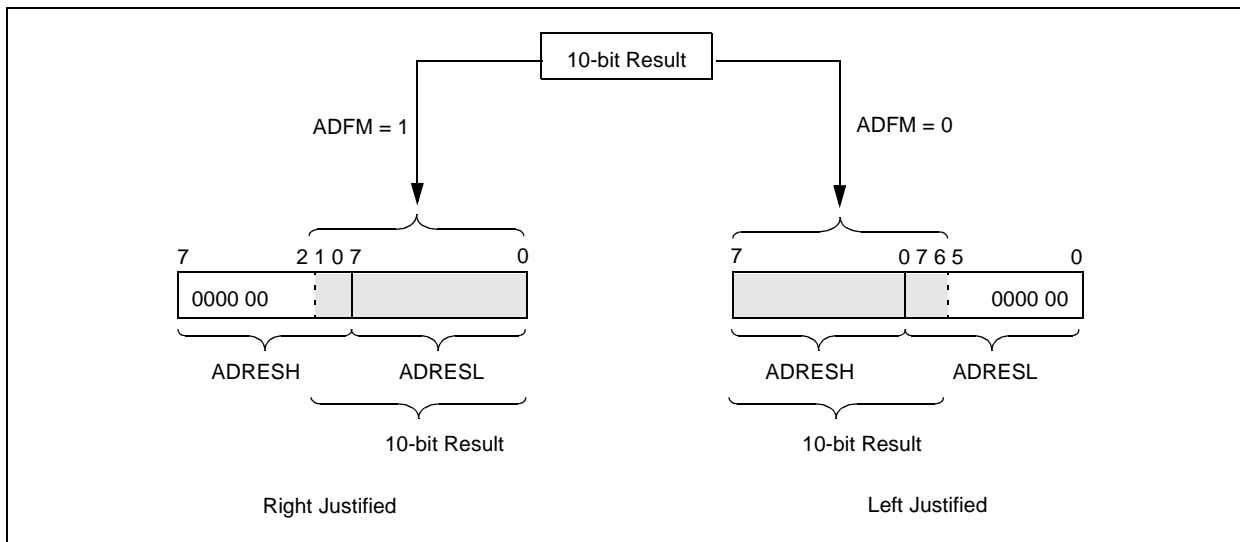 10-bit Result
ADFM = 1
ADFM = 0
7 2 1 0 7 0
7 0 7 6 5 0
0000 00
0000 00
ADRESH ADRESL
ADRESH ADRESL
10-bit Result
10-bit Result
Right Justified
Left Justified